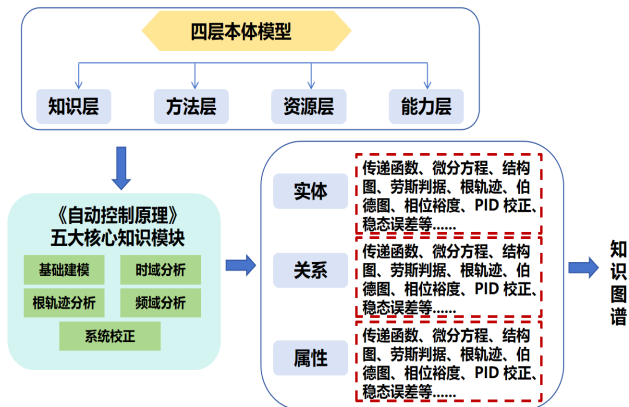 四层本体模型
知识层
方法层
资源层
能力层
《自动控制原理》
五大核心知识模块
基础建模
时域分析
根轨迹分析
频域分析
系统校正
实体
传递函数、微分方程、结构
图、劳斯判据、根轨迹、伯
德图、相位裕度、PID 校正、
稳态误差等......
关系
传递函数、微分方程、结构
图、劳斯判据、根轨迹、伯
德图、相位裕度、PID 校正、
稳态误差等......
属性
传递函数、微分方程、结构
图、劳斯判据、根轨迹、伯
德图、相位裕度、PID 校正、
稳态误差等......
知识图谱